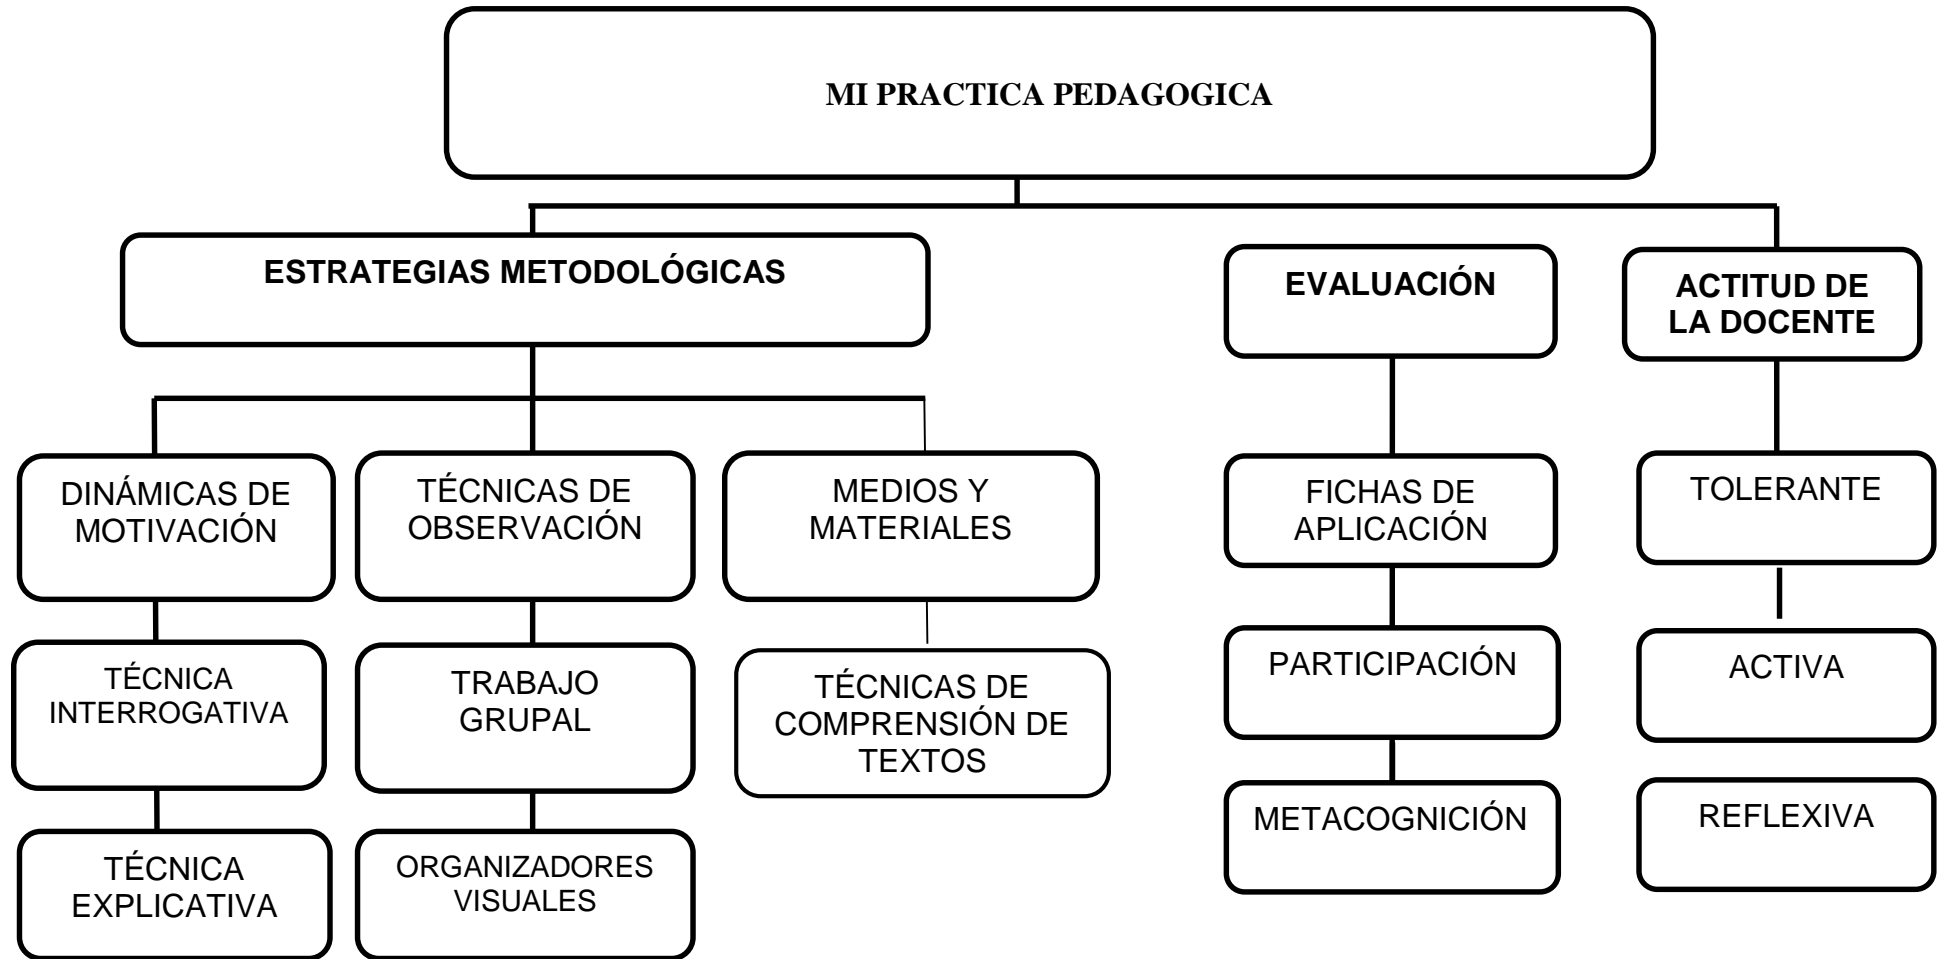 MI PRACTICA PEDAGOGICA
ESTRATEGIAS METODOLÓGICAS
EVALUACIÓN
ACTITUD DE
LA DOCENTE
DINÁMICAS DE
MOTIVACIÓN
TÉCNICAS DE
OBSERVACIÓN
MEDIOS Y
MATERIALES
FICHAS DE
APLICACIÓN
TOLERANTE
TÉCNICA
INTERROGATIVA
TRABAJO
GRUPAL
TÉCNICAS DE
COMPRENSIÓN DE
TEXTOS
PARTICIPACIÓN
ACTIVA
TÉCNICA
EXPLICATIVA
ORGANIZADORES
VISUALES
METACOGNICIÓN
REFLEXIVA